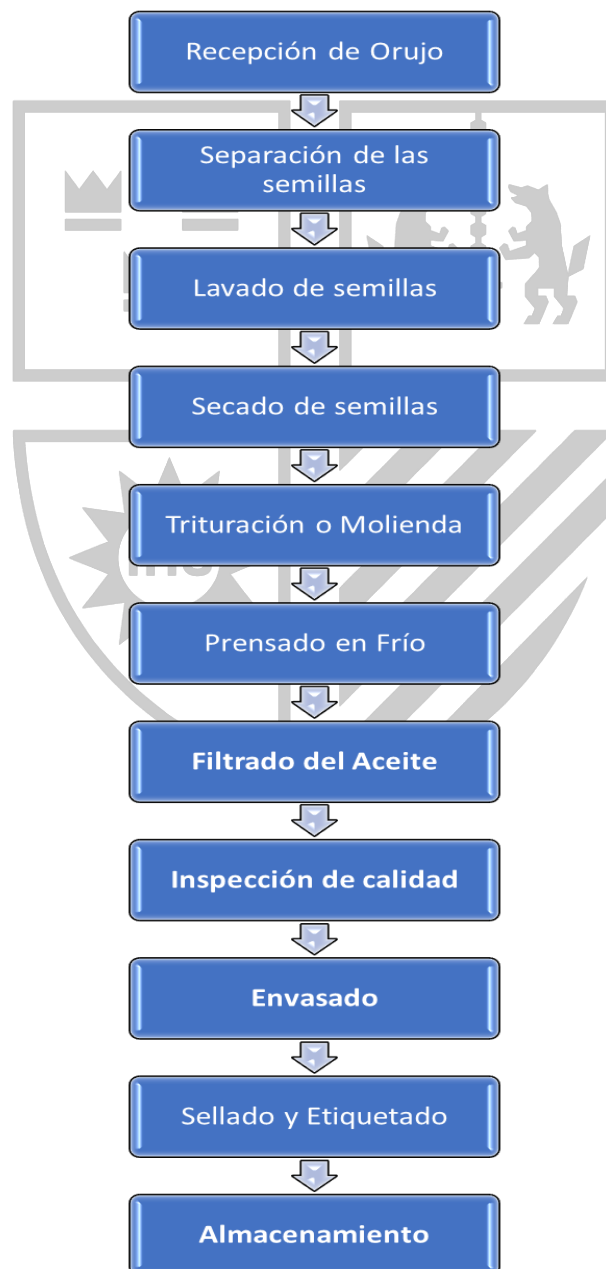 Recepción de Orujo
Separación de las
semillas
Lavado de semillas
Secado de semillas
Trituración o Molienda
Prensado en Frío
Filtrado del Aceite
Inspección de calidad
Envasado
Sellado y Etiquetado
Almacenamiento